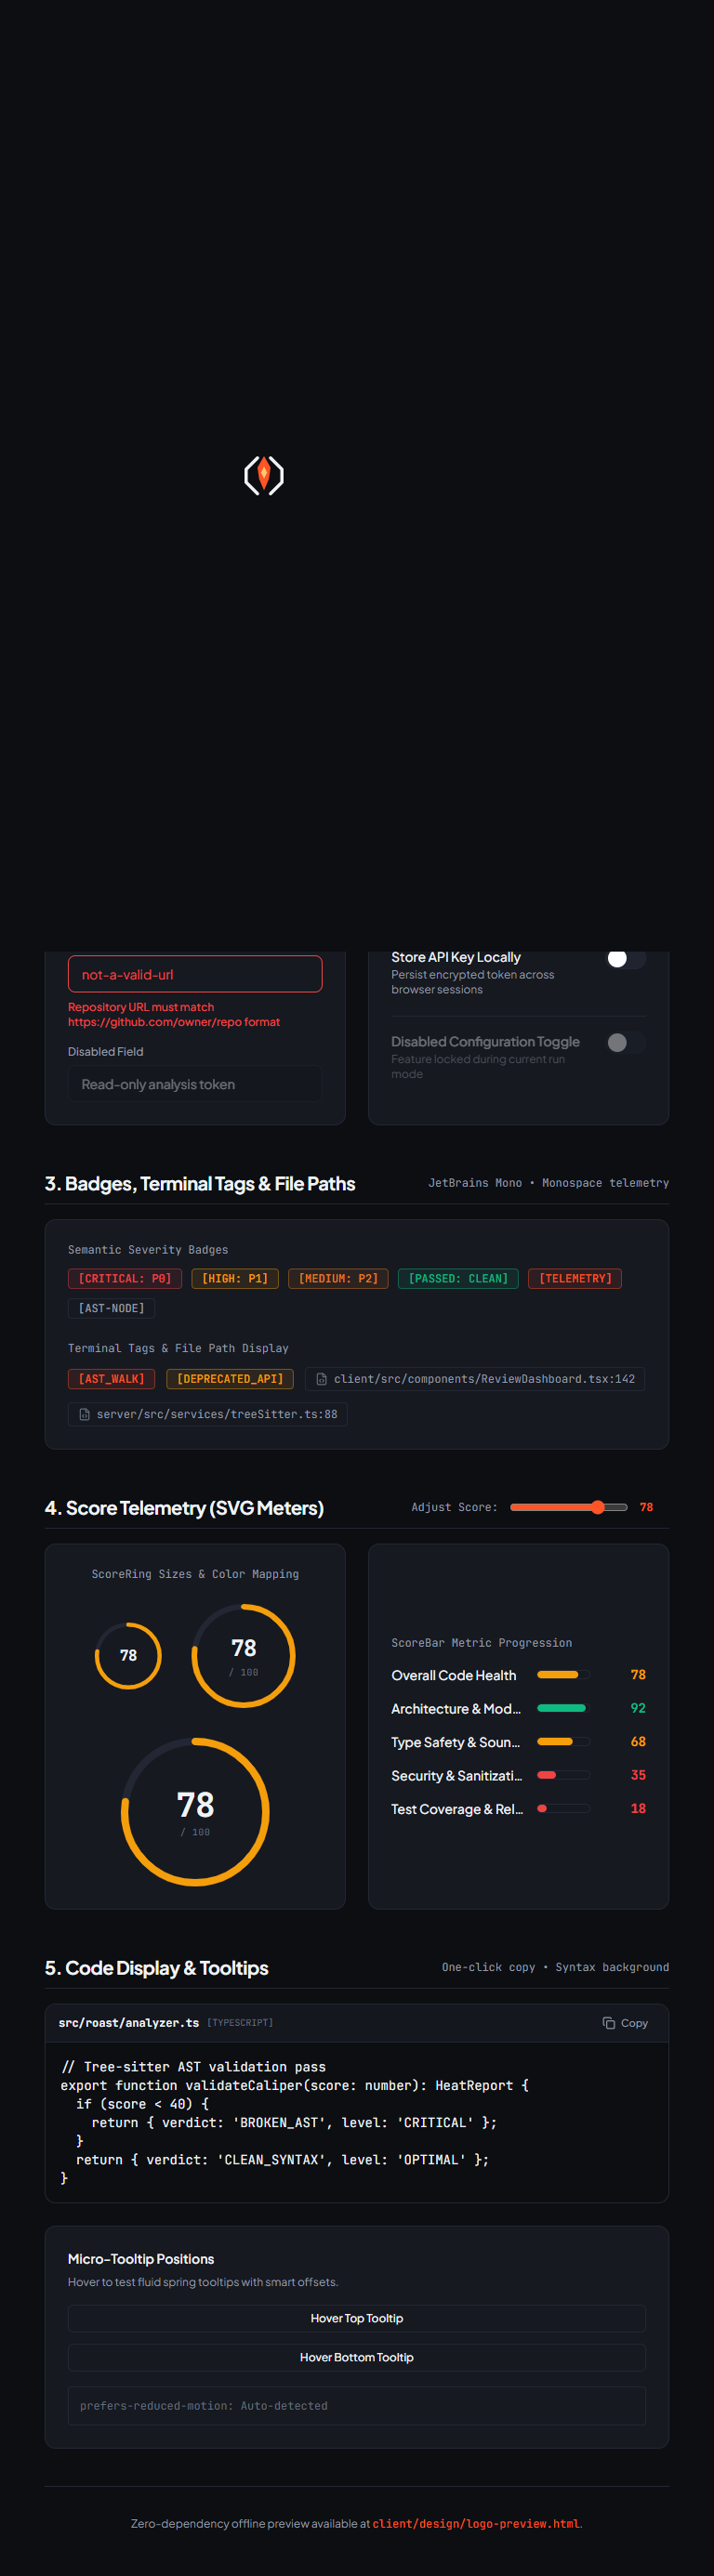 not-a-valid-url
Store API Key Locally
Persist encrypted token across
browser sessions
Repository URL must match
https://github.com/owner/repo format
Disabled Field
Read-only analysis token
Disabled Configuration Toggle
Feature locked during current run
mode
3. Badges, Terminal Tags & File Paths
JetBrains Mono • Monospace telemetry
Semantic Severity Badges
[CRITICAL: P0] [HIGH: P1] [MEDIUM: P2] [PASSED: CLEAN] [TELEMETRY]
[AST-NODE]
Terminal Tags & File Path Display
[AST_WALK] [DEPRECATED_API] client/src/components/ReviewDashboard.tsx:142
server/src/services/treeSitter.ts:88
4. Score Telemetry (SVG Meters)
Adjust Score: 78
ScoreRing Sizes & Color Mapping
78
78
/ 100
78
/ 100
ScoreBar Metric Progression
Overall Code Health 78
Architecture & Mod... 92
Type Safety & Soun... 68
Security & Sanitizati... 35
Test Coverage & Rel... 18
5. Code Display & Tooltips
One-click copy • Syntax background
src/roast/analyzer.ts [TYPESCRIPT] Copy
// Tree-sitter AST validation pass
export function validateCaliper(score: number): HeatReport {
  if (score < 40) {
    return { verdict: 'BROKEN_AST', level: 'CRITICAL' };
  }
  return { verdict: 'CLEAN_SYNTAX', level: 'OPTIMAL' };
}
Micro-Tooltip Positions
Hover to test fluid spring tooltips with smart offsets.
Hover Top Tooltip
Hover Bottom Tooltip
prefers-reduced-motion: Auto-detected
Zero-dependency offline preview available at client/design/logo-preview.html.